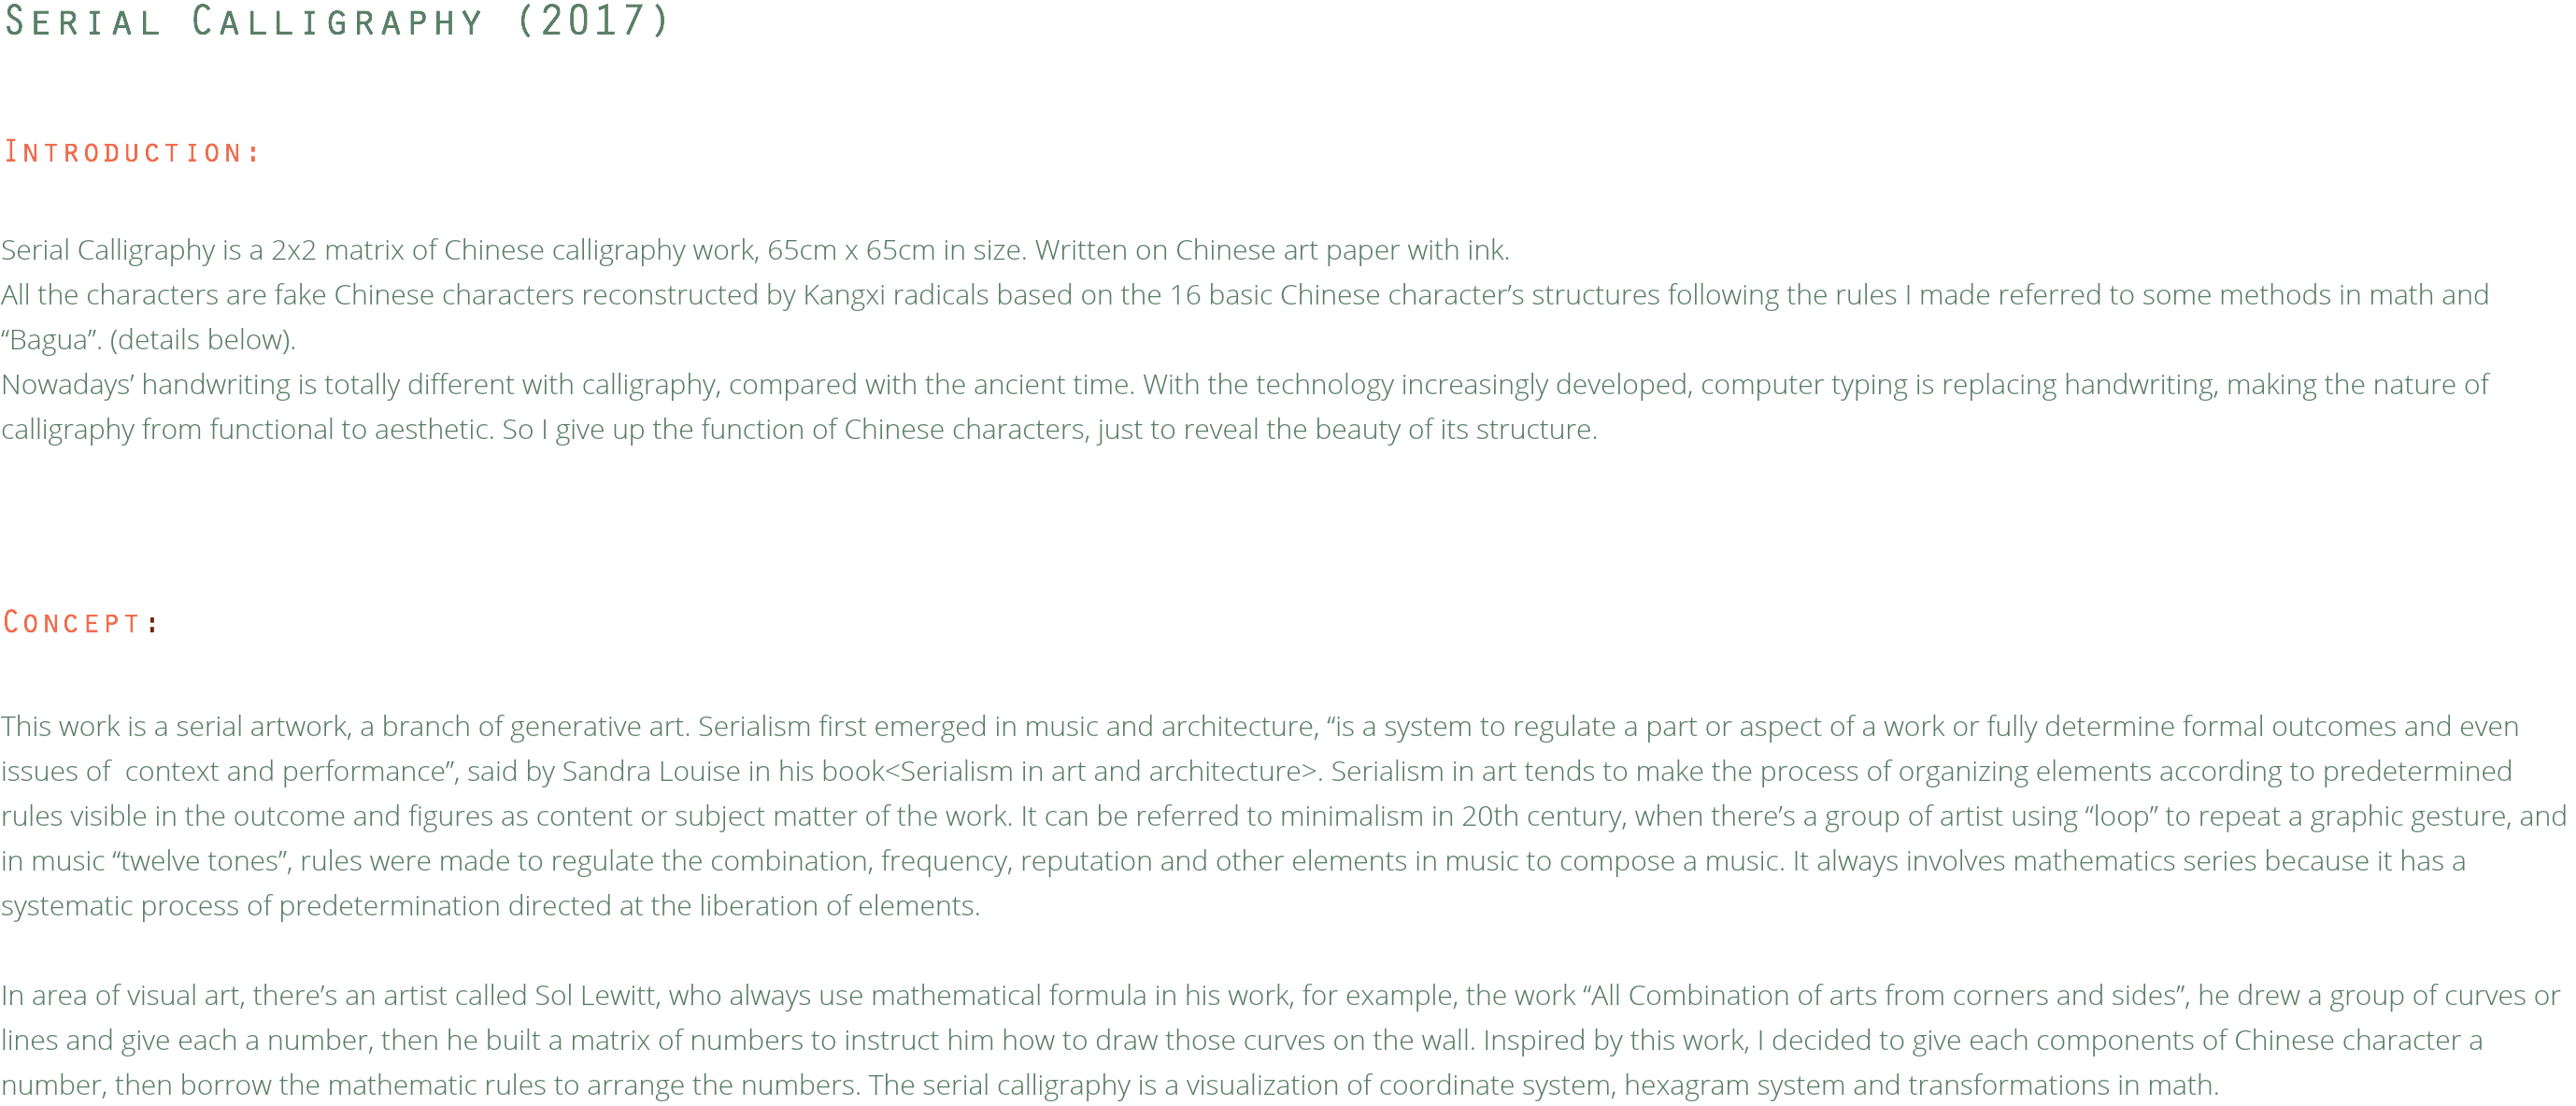 Serial Calligraphy (2017)
Introduction:
Serial Calligraphy is a 2x2 matrix of Chinese calligraphy work, 65cm x 65cm in size. Written on Chinese art paper with ink.
All the characters are fake Chinese characters reconstructed by Kangxi radicals based on the 16 basic Chinese character’s structures following the rules I made referred to some methods in math and
“Bagua”. (details below).
Nowadays’ handwriting is totally different with calligraphy, compared with the ancient time. With the technology increasingly developed, computer typing is replacing handwriting, making the nature of
calligraphy from functional to aesthetic. So I give up the function of Chinese characters, just to reveal the beauty of its structure.
Concept:
This work is a serial artwork, a branch of generative art. Serialism first emerged in music and architecture, “is a system to regulate a part or aspect of a work or fully determine formal outcomes and even
issues of  context and performance”, said by Sandra Louise in his book<Serialism in art and architecture>. Serialism in art tends to make the process of organizing elements according to predetermined
rules visible in the outcome and figures as content or subject matter of the work. It can be referred to minimalism in 20th century, when there’s a group of artist using “loop” to repeat a graphic gesture, and
in music “twelve tones”, rules were made to regulate the combination, frequency, reputation and other elements in music to compose a music. It always involves mathematics series because it has a
systematic process of predetermination directed at the liberation of elements.
In area of visual art, there’s an artist called Sol Lewitt, who always use mathematical formula in his work, for example, the work “All Combination of arts from corners and sides”, he drew a group of curves or
lines and give each a number, then he built a matrix of numbers to instruct him how to draw those curves on the wall. Inspired by this work, I decided to give each components of Chinese character a
number, then borrow the mathematic rules to arrange the numbers. The serial calligraphy is a visualization of coordinate system, hexagram system and transformations in math.